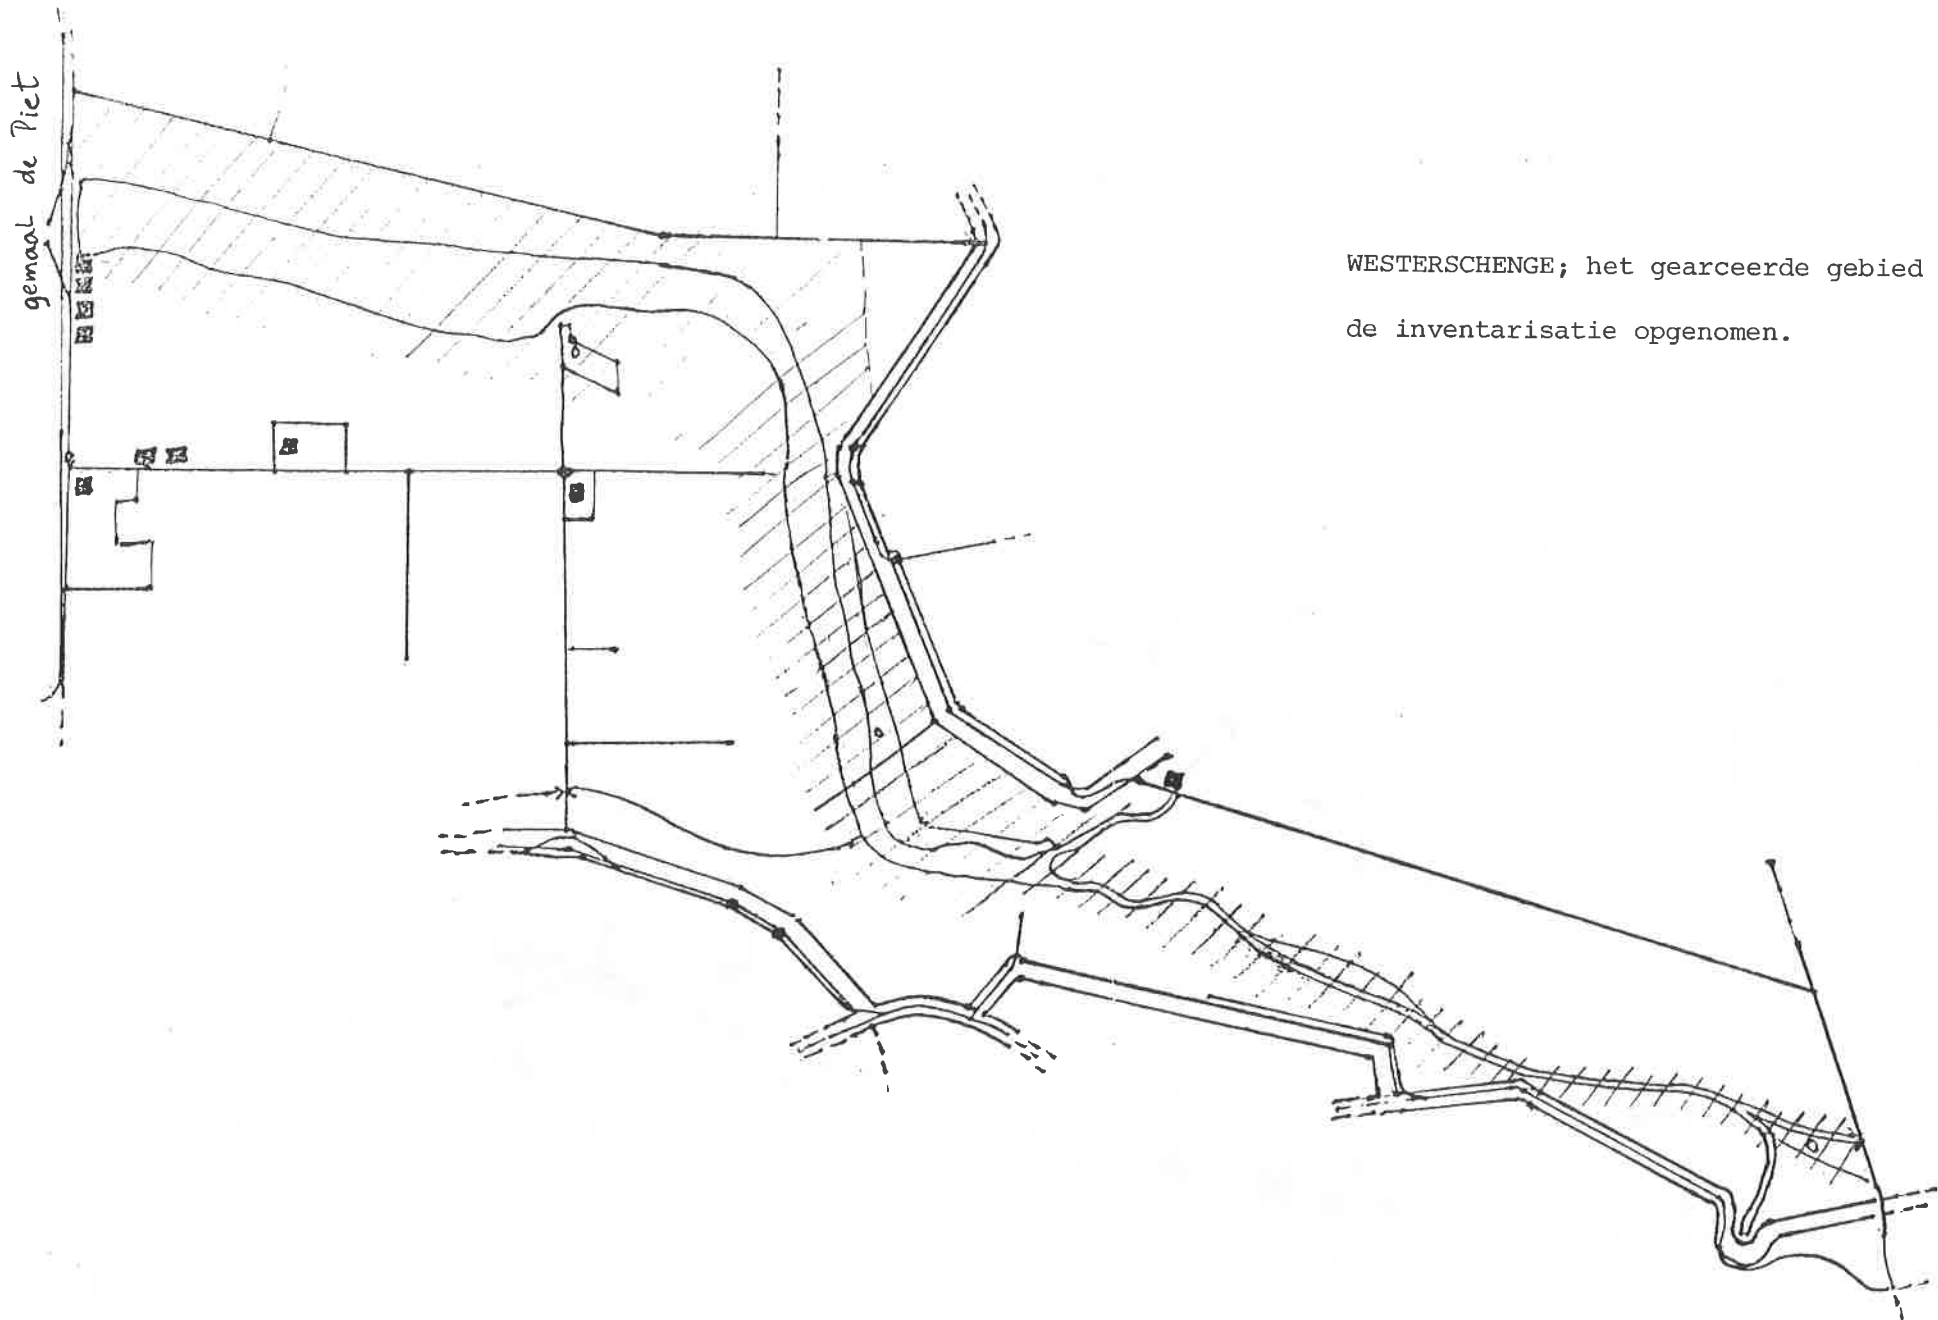 gemaal de Piet
WESTERSCHENGE; het gearceerde gebied
de inventarisatie opgenomen.